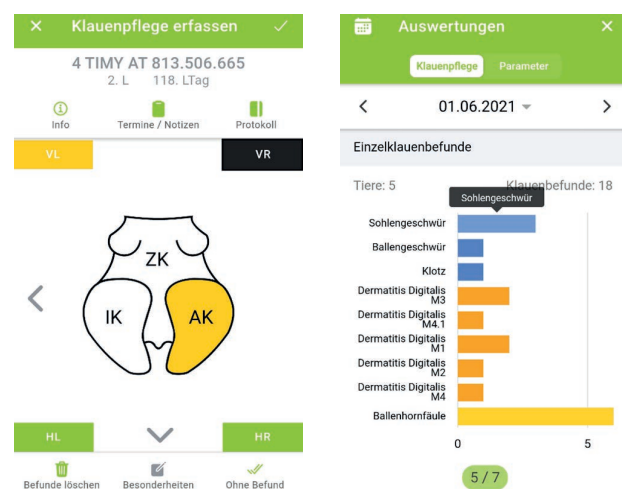 Klauenpflege erfassen
4 TIMY AT 813.506.665
2. L 118. LTag
Info
Termine / Notizen
Protokoll
VL
VR
ZK
IK
AK
HL
HR
Befunde löschen
Besonderheiten
Ohne Befund
Auswertungen
Klauenpflege
Parameter
01.06.2021
Einzelklauenbefunde
Tiere: 5
Klauenbefunde: 18
Sohlengeschwür
Sohlengeschwür
Ballengeschwür
Klotz
Dermatitis Digitalis
M3
Dermatitis Digitalis
M4.1
Dermatitis Digitalis
M1
Dermatitis Digitalis
M2
Dermatitis Digitalis
M4
Ballenhornfäule
0
5
5 / 7